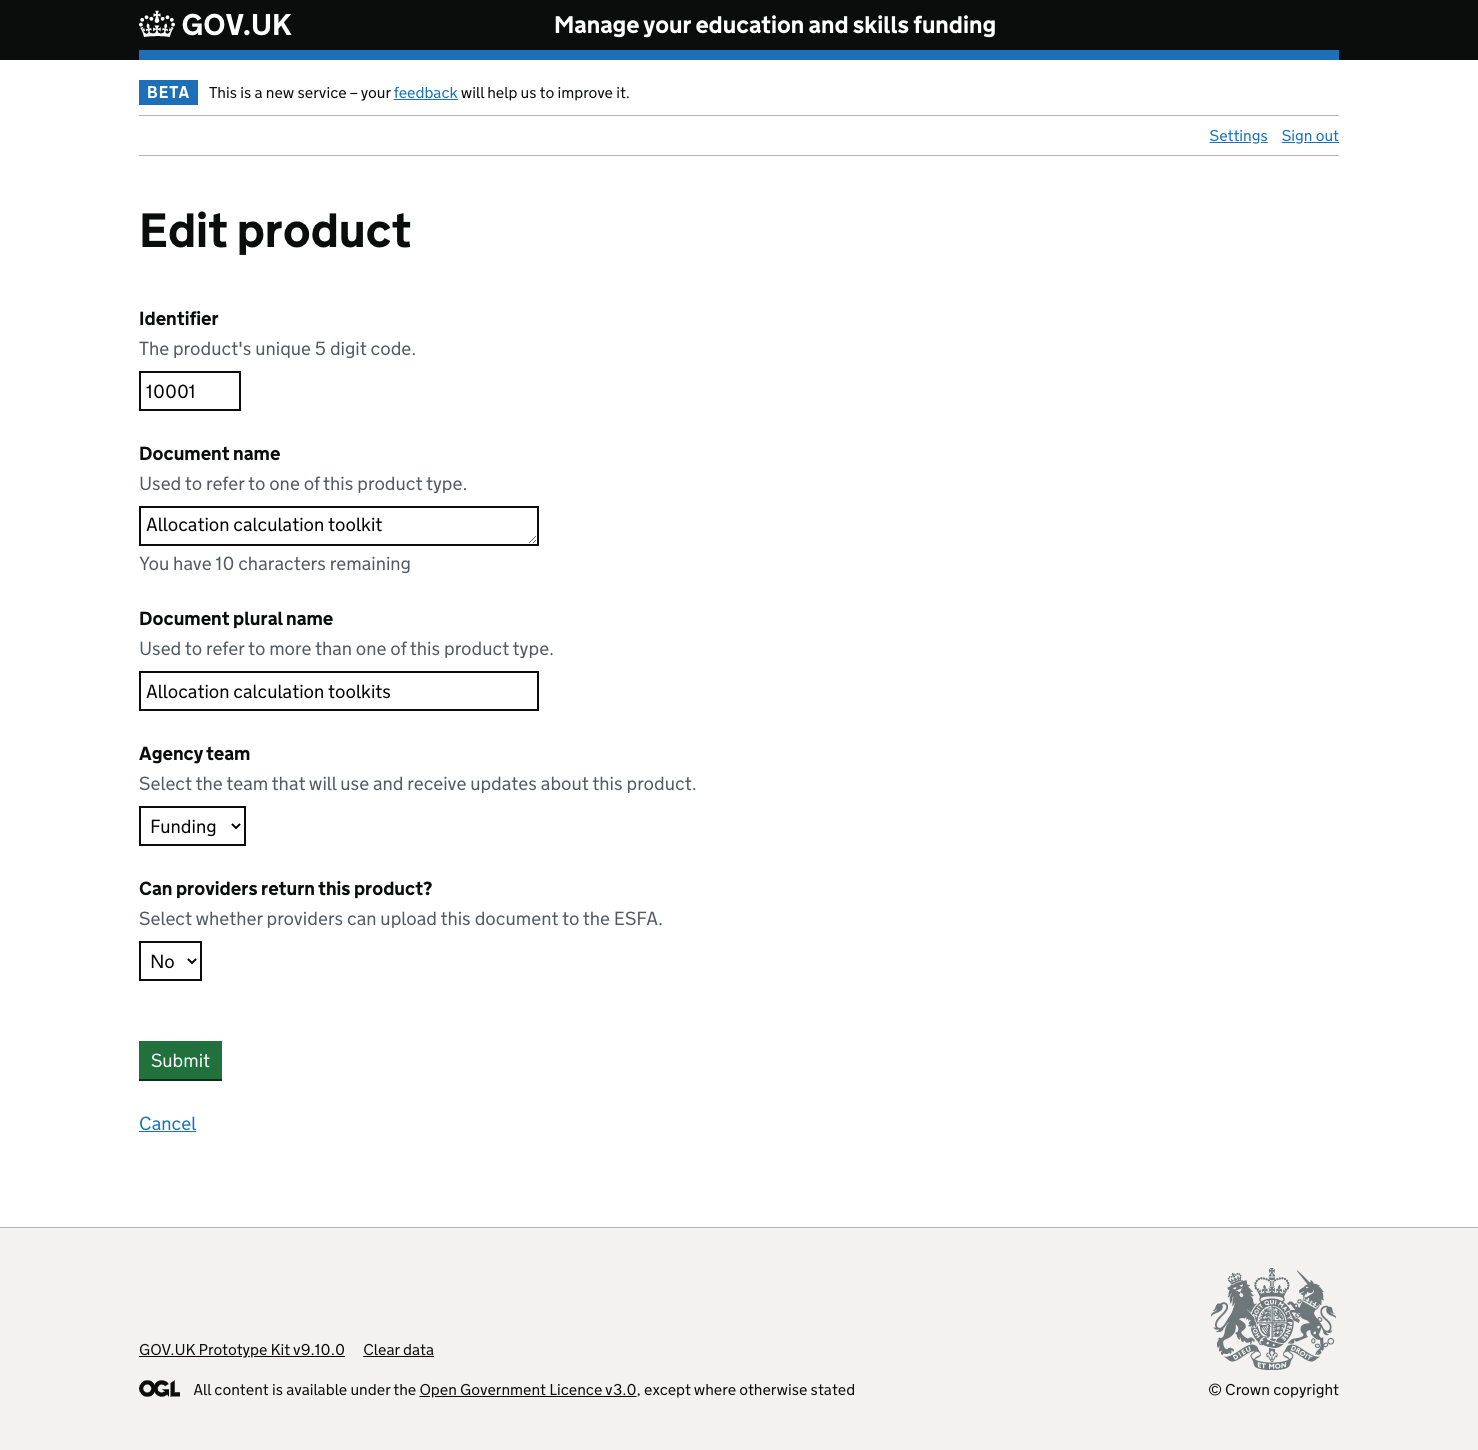 GOV.UK Manage your education and skills funding
BETA This is a new service – your feedback will help us to improve it.
Settings Sign out
Edit product
Identifier
The product's unique 5 digit code.
10001
Document name
Used to refer to one of this product type.
Allocation calculation toolkit
You have 10 characters remaining
Document plural name
Used to refer to more than one of this product type.
Allocation calculation toolkits
Agency team
Select the team that will use and receive updates about this product.
Funding
Can providers return this product?
Select whether providers can upload this document to the ESFA.
No
Submit
Cancel
DIEU ET MON DROIT
GOV.UK Prototype Kit v9.10.0 Clear data
OGL All content is available under the Open Government Licence v3.0, except where otherwise stated
© Crown copyright